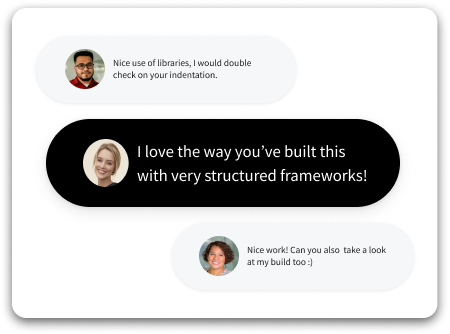 Nice use of libraries, I would double
check on your indentation.
I love the way you’ve built this
with very structured frameworks!
Nice work! Can you also  take a look
at my build too :)